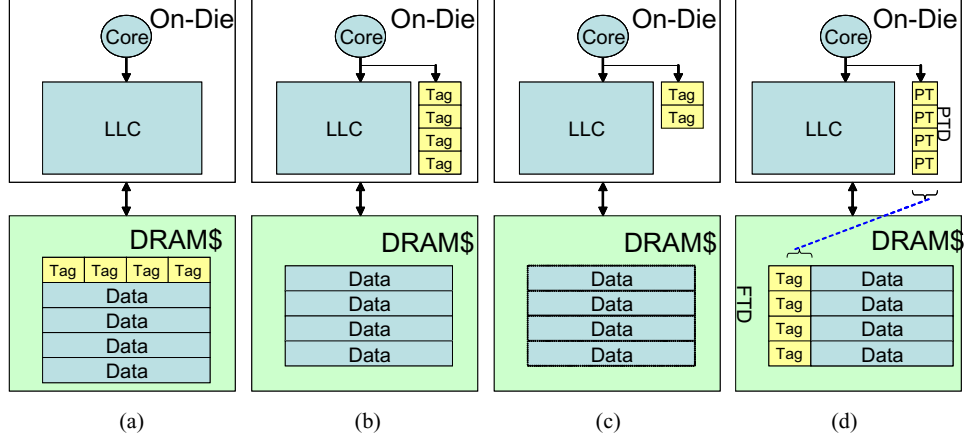 On-Die
Core
LLC
DRAM$
Tag Tag Tag Tag
Data
Data
Data
Data
(a)
On-Die
Core
LLC
Tag
Tag
Tag
Tag
DRAM$
Data
Data
Data
Data
(b)
On-Die
Core
LLC
Tag
Tag
DRAM$
Data
Data
Data
Data
(c)
On-Die
Core
LLC
PT
PT
PT
PT
PTD
DRAM$
FTD
Tag Data
Tag Data
Tag Data
Tag Data
(d)